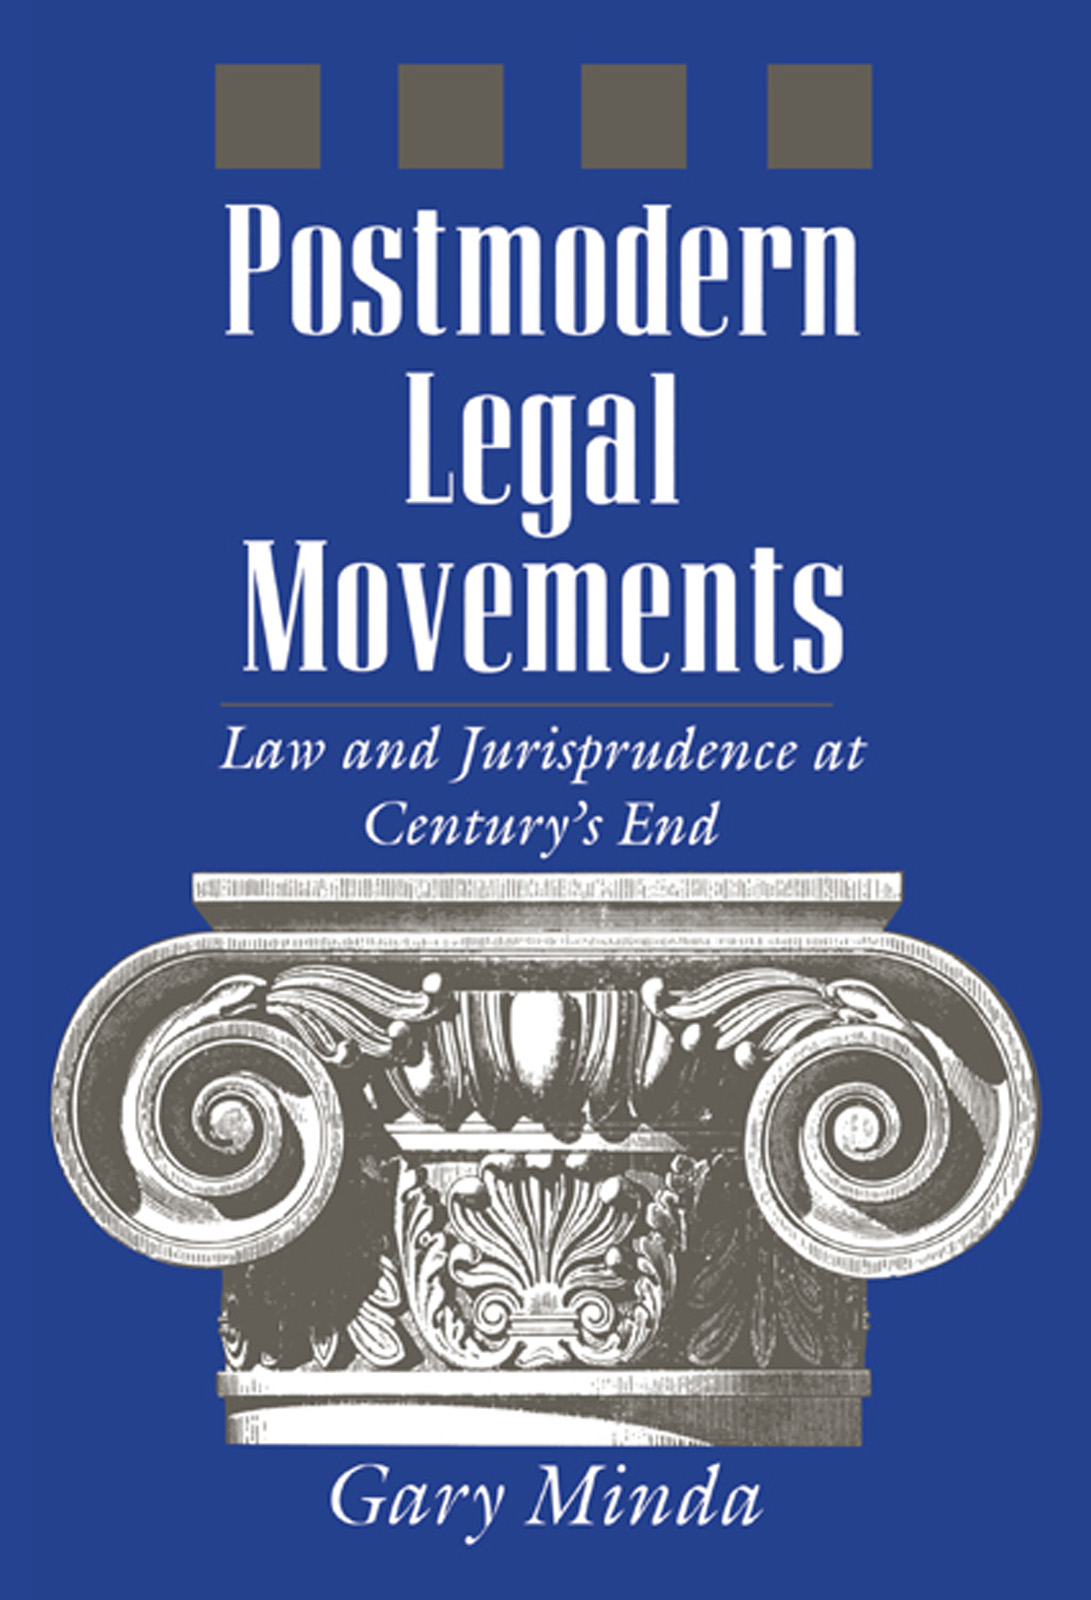 Postmodern
Legal
Movements
Law and Jurisprudence at
Century's End
Gary Minda